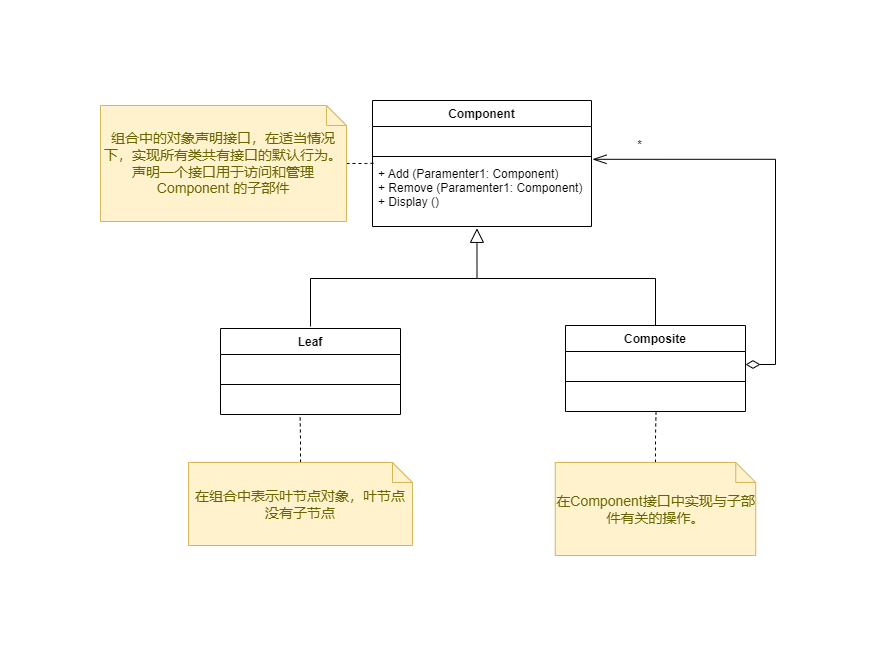 Component
组合中的对象声明接口，在适当情况
下，实现所有类共有接口的默认行为。
声明一个接口用于访问和管理
Component 的子部件
*
+ Add (Paramenter1: Component)
+ Remove (Paramenter1: Component)
+ Display ()
Leaf
Composite
在组合中表示叶节点对象，叶节点
没有子节点
在Component接口中实现与子部
件有关的操作。